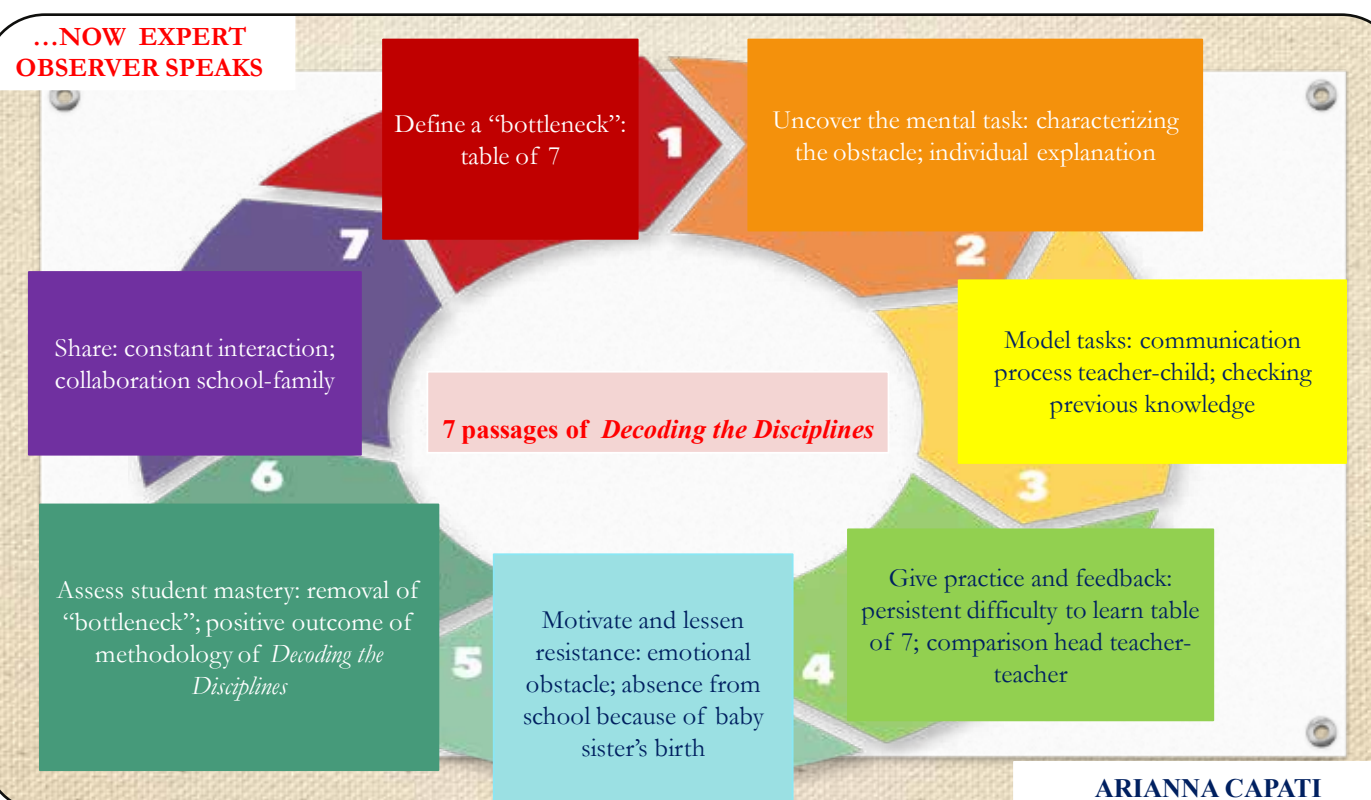 …NOW EXPERT
OBSERVER SPEAKS
Define a “bottleneck”:
table of 7
1
Uncover the mental task: characterizing
the obstacle; individual explanation
2
Model tasks: communication
process teacher-child; checking
previous knowledge
3
Give practice and feedback:
persistent difficulty to learn table
of 7; comparison head teacher-
teacher
4
Motivate and lessen
resistance: emotional
obstacle; absence from
school because of baby
sister’s birth
5
Assess student mastery: removal of
“bottleneck”; positive outcome of
methodology of Decoding the
Disciplines
6
Share: constant interaction;
collaboration school-family
7
7 passages of Decoding the Disciplines
ARIANNA CAPATI